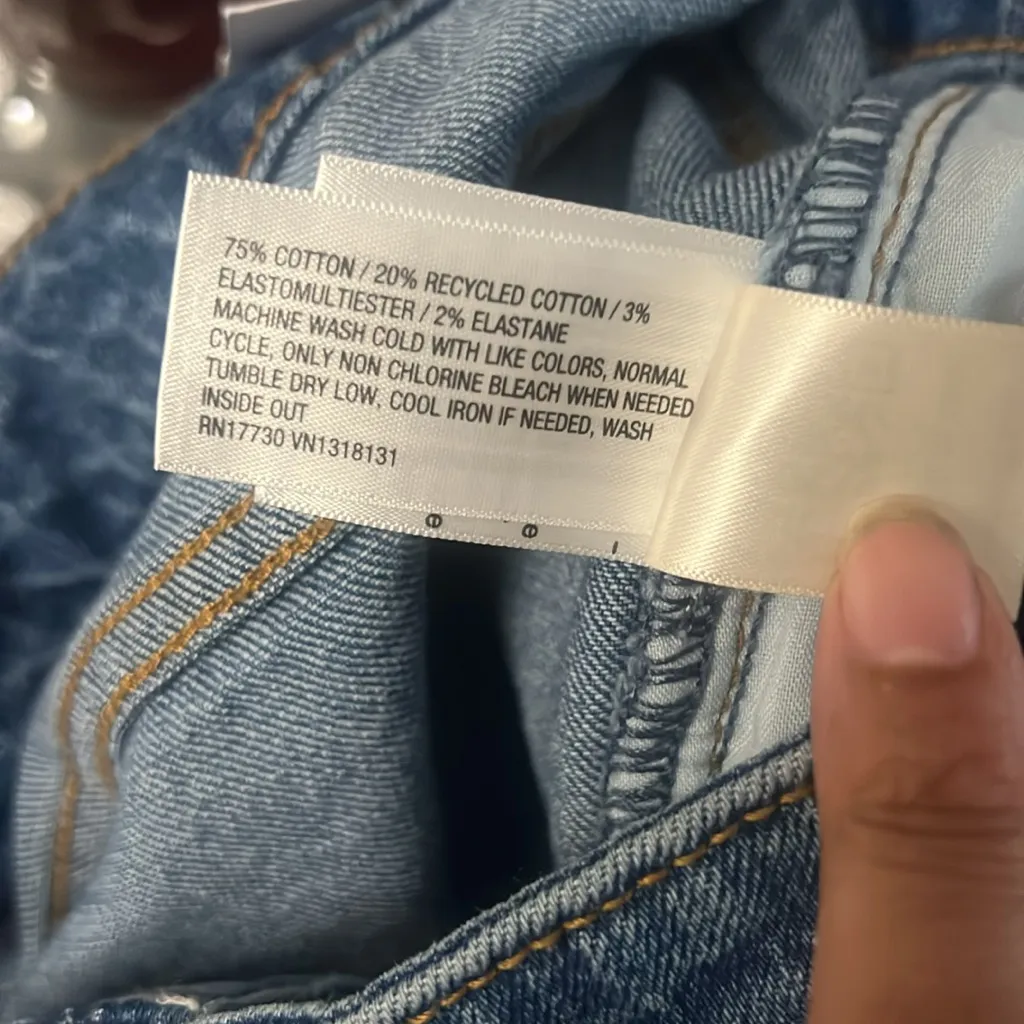 75% COTTON / 20% RECYCLED COTTON / 3%
ELASTOMULTIESTER / 2% ELASTANE
MACHINE WASH COLD WITH LIKE COLORS, NORMAL
CYCLE, ONLY NON CHLORINE BLEACH WHEN NEEDED
TUMBLE DRY LOW, COOL IRON IF NEEDED, WASH
INSIDE OUT
RN17730 VN1318131